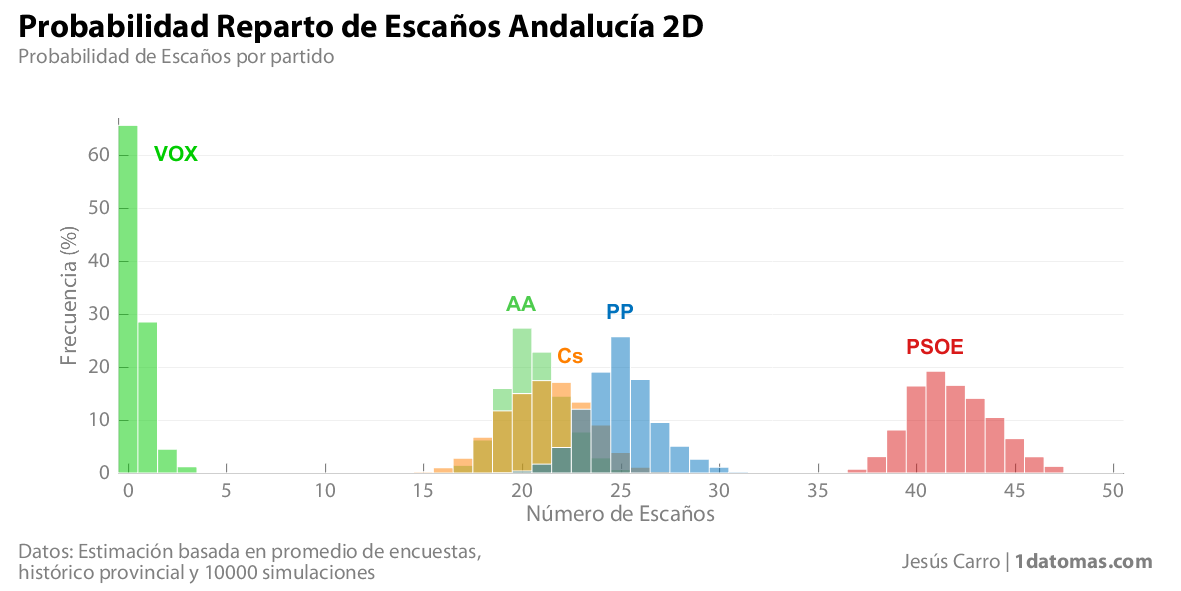 Probabilidad Reparto de Escaños Andalucía 2D
Probabilidad de Escaños por partido
Frecuencia (%)
60
50
40
30
20
10
0
VOX
AA
Cs
PP
PSOE
0 5 10 15 20 25 30 35 40 45 50
Número de Escaños
Datos: Estimación basada en promedio de encuestas,
histórico provincial y 10000 simulaciones
Jesús Carro | 1datomas.com